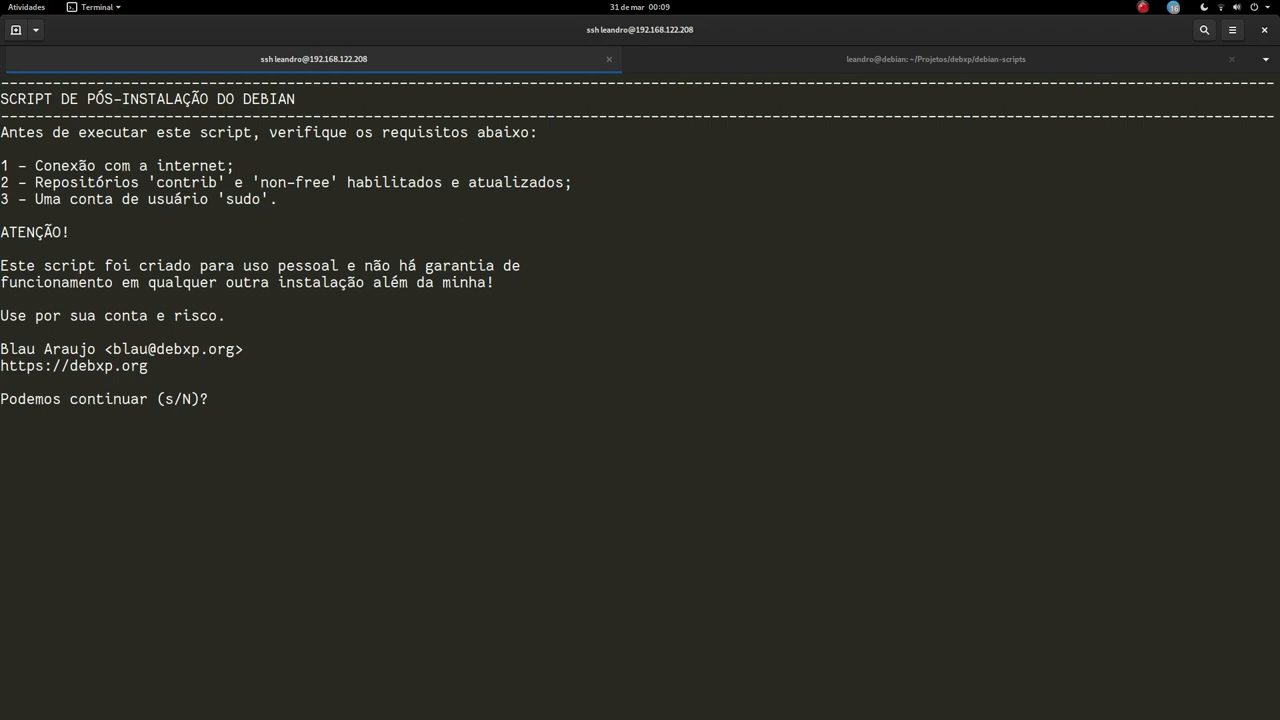 Atividades
Terminal
31 de mar 00:09
16
ssh leandro@192.168.122.208
ssh leandro@192.168.122.208
leandro@debian: ~/Projetos/debxp/debian-scripts
SCRIPT DE PÓS-INSTALAÇÃO DO DEBIAN
Antes de executar este script, verifique os requisitos abaixo:
1 - Conexão com a internet;
2 - Repositórios 'contrib' e 'non-free' habilitados e atualizados;
3 - Uma conta de usuário 'sudo'.
ATENÇÃO!
Este script foi criado para uso pessoal e não há garantia de
funcionamento em qualquer outra instalação além da minha!
Use por sua conta e risco.
Blau Araujo <blau@debxp.org>
https://debxp.org
Podemos continuar (s/N)?